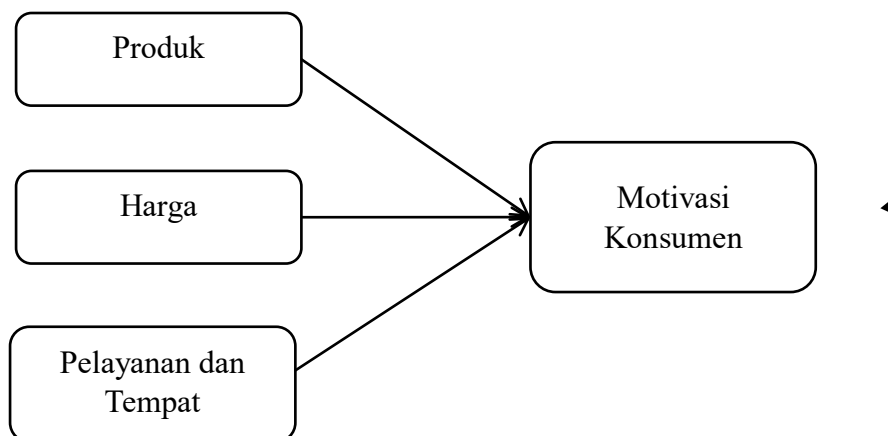 Produk
Harga
Motivasi
Konsumen
Pelayanan dan
Tempat